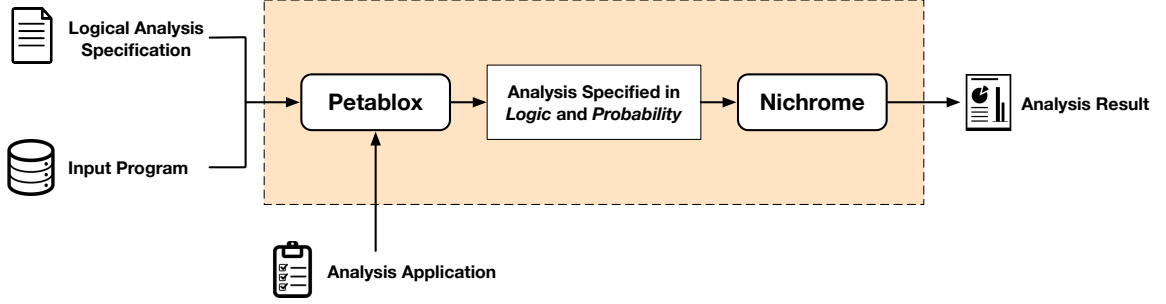 Logical Analysis
Specification
Input Program
Petablox
Analysis Specified in
Logic and Probability
Nichrome
Analysis Result
Analysis Application